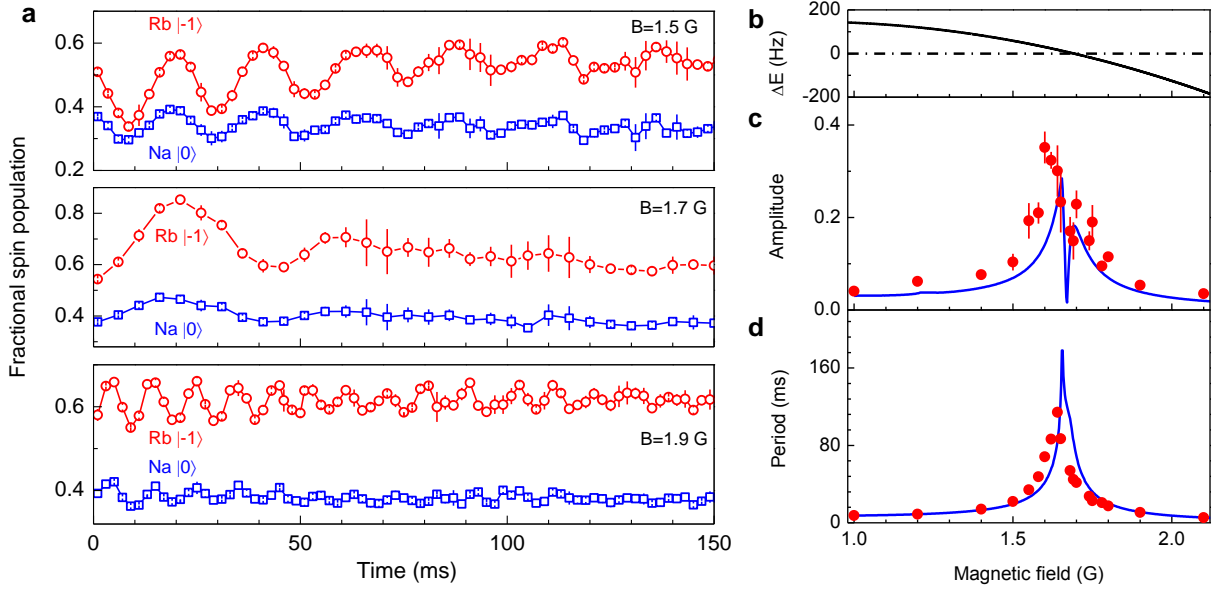 a
Rb |-1⟩
B=1.5 G
0.6
0.4
Na |0⟩
0.2
B=1.7 G
0.8
Rb |-1⟩
0.6
Na |0⟩
0.4
0.6
Rb |-1⟩
B=1.9 G
Na |0⟩
0.4
0
50
100
150
Time (ms)
Fractional spin population
b
200
0
-200
ΔE (Hz)
c
0.4
0.2
0.0
Amplitude
d
160
80
0
Period (ms)
1.0
1.5
2.0
Magnetic field (G)